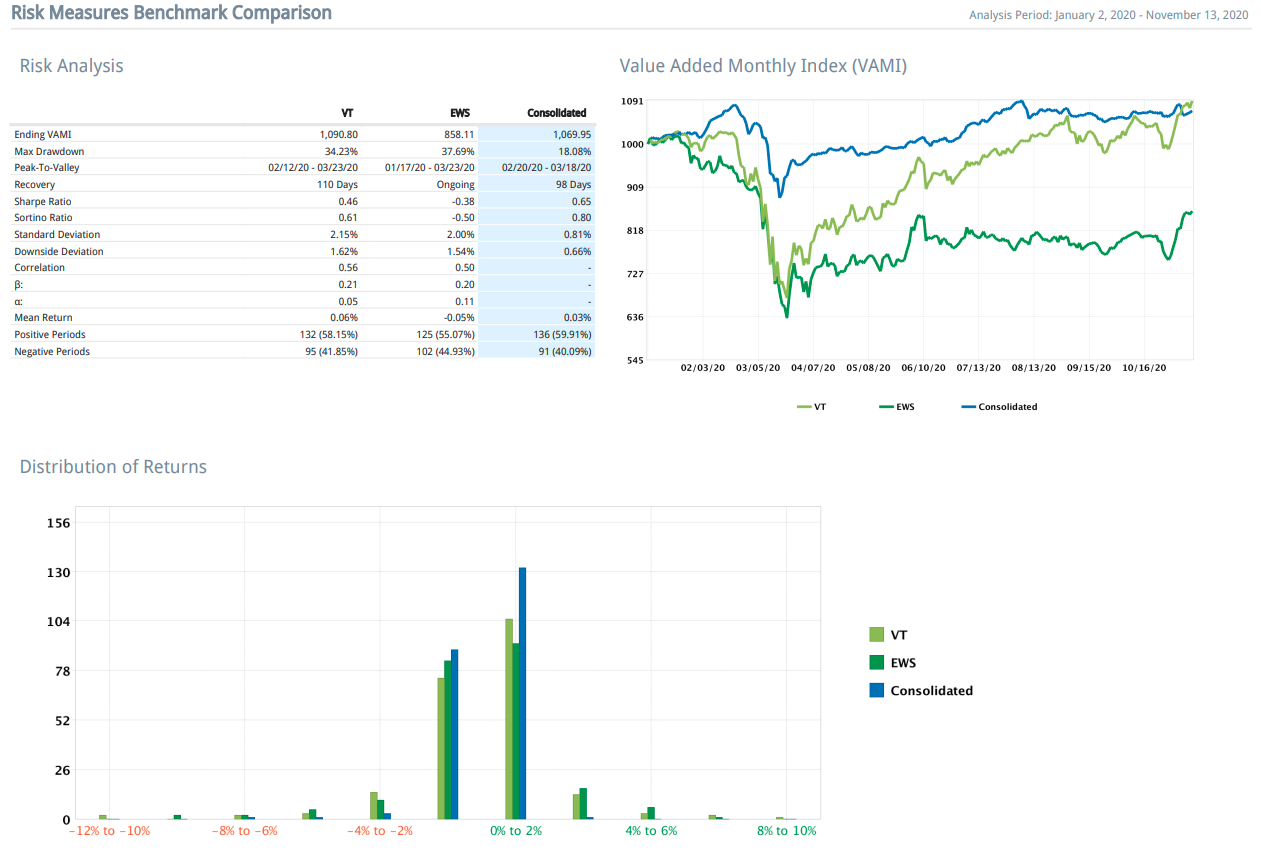 Risk Measures Benchmark Comparison
Analysis Period: January 2, 2020 - November 13, 2020
Risk Analysis
VT EWS Consolidated
Ending VAMI 1,090.80 858.11 1,069.95
Max Drawdown 34.23% 37.69% 18.08%
Peak-To-Valley 02/12/20 - 03/23/20 01/17/20 - 03/23/20 02/20/20 - 03/18/20
Recovery 110 Days Ongoing 98 Days
Sharpe Ratio 0.46 -0.38 0.65
Sortino Ratio 0.61 -0.50 0.80
Standard Deviation 2.15% 2.00% 0.81%
Downside Deviation 1.62% 1.54% 0.66%
Correlation 0.56 0.50 -
β: 0.21 0.20 -
α: 0.05 0.11 -
Mean Return 0.06% -0.05% 0.03%
Positive Periods 132 (58.15%) 125 (55.07%) 136 (59.91%)
Negative Periods 95 (41.85%) 102 (44.93%) 91 (40.09%)
Value Added Monthly Index (VAMI)
1091
1000
909
818
727
636
545
02/03/20 03/05/20 04/07/20 05/08/20 06/10/20 07/13/20 08/13/20 09/15/20 10/16/20
VT EWS Consolidated
Distribution of Returns
156
130
104
78
52
26
0
−12% to −10% −8% to −6% −4% to −2% 0% to 2% 4% to 6% 8% to 10%
VT
EWS
Consolidated